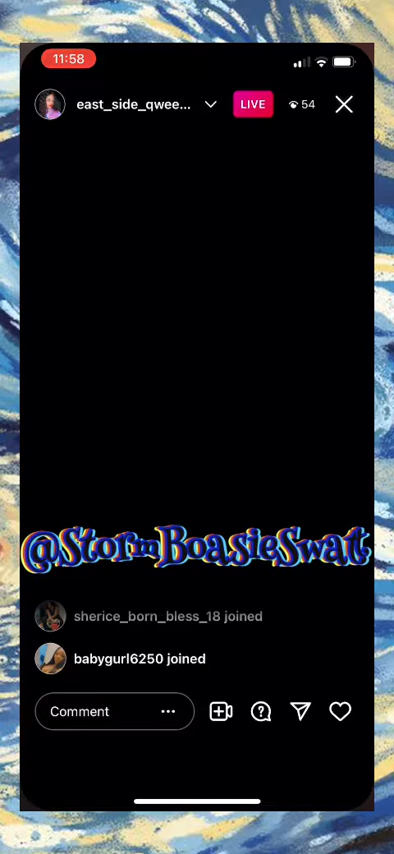 11:58
east_side_qwee... LIVE 54
@StormBoasieSwatt
sherice_born_bless_18 joined
babygurl6250 joined
Comment ...